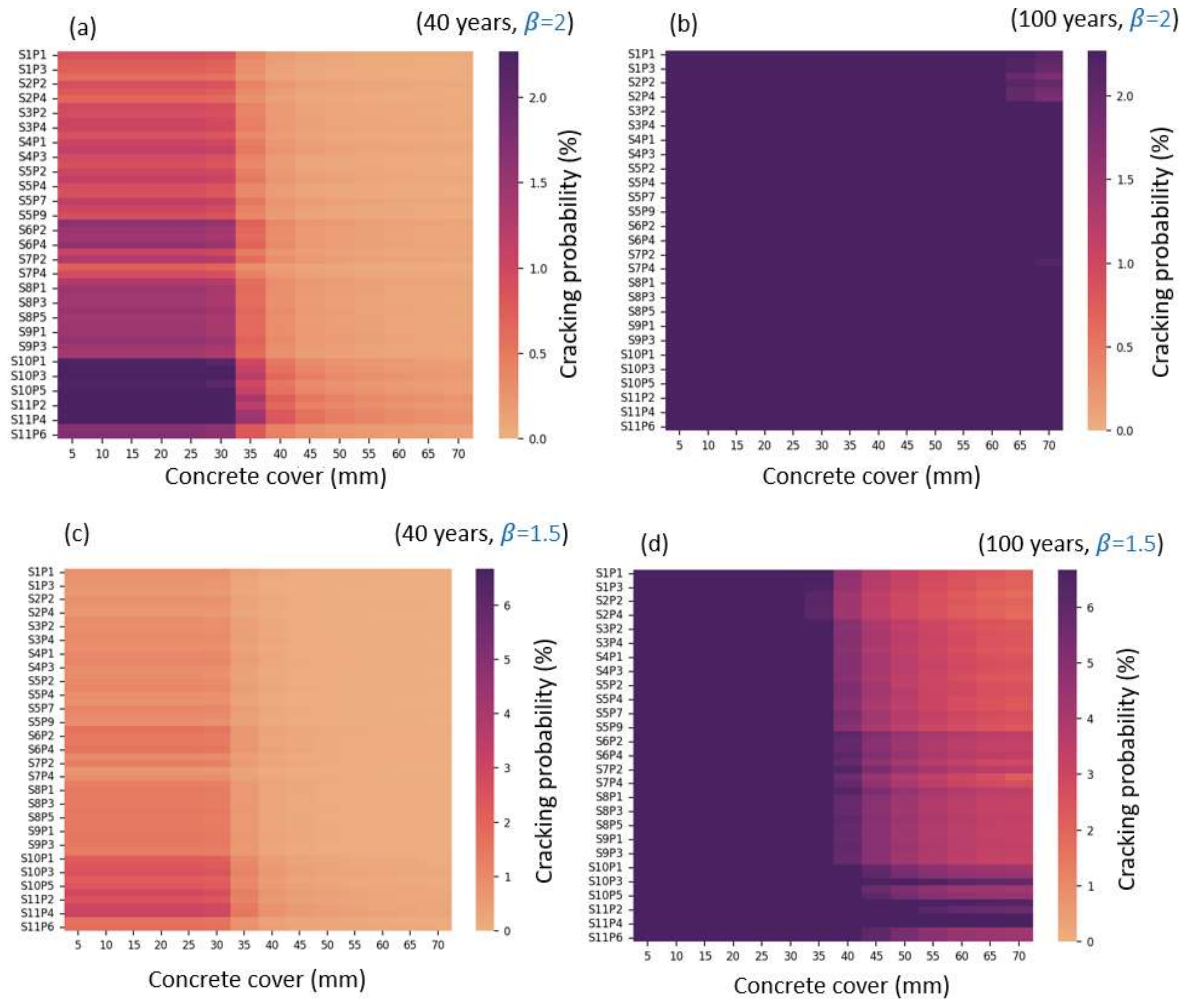 (a) (40 years, β=2)
S1P1
S1P3
S2P2
S2P4
S3P2
S3P4
S4P1
S4P3
S5P2
S5P4
S5P7
S5P9
S6P2
S6P4
S7P2
S7P4
S8P1
S8P3
S8P5
S9P1
S9P3
S10P1
S10P3
S10P5
S11P2
S11P4
S11P6
5 10 15 20 25 30 35 40 45 50 55 60 65 70
Concrete cover (mm)
2.0
1.5
1.0
0.5
0.0
Cracking probability (%)
(b) (100 years, β=2)
S1P1
S1P3
S2P2
S2P4
S3P2
S3P4
S4P1
S4P3
S5P2
S5P4
S5P7
S5P9
S6P2
S6P4
S7P2
S7P4
S8P1
S8P3
S8P5
S9P1
S9P3
S10P1
S10P3
S10P5
S11P2
S11P4
S11P6
5 10 15 20 25 30 35 40 45 50 55 60 65 70
Concrete cover (mm)
2.0
1.5
1.0
0.5
0.0
Cracking probability (%)
(c) (40 years, β=1.5)
S1P1
S1P3
S2P2
S2P4
S3P2
S3P4
S4P1
S4P3
S5P2
S5P4
S5P7
S5P9
S6P2
S6P4
S7P2
S7P4
S8P1
S8P3
S8P5
S9P1
S9P3
S10P1
S10P3
S10P5
S11P2
S11P4
S11P6
5 10 15 20 25 30 35 40 45 50 55 60 65 70
Concrete cover (mm)
6
5
4
3
2
1
0
Cracking probability (%)
(d) (100 years, β=1.5)
S1P1
S1P3
S2P2
S2P4
S3P2
S3P4
S4P1
S4P3
S5P2
S5P4
S5P7
S5P9
S6P2
S6P4
S7P2
S7P4
S8P1
S8P3
S8P5
S9P1
S9P3
S10P1
S10P3
S10P5
S11P2
S11P4
S11P6
5 10 15 20 25 30 35 40 45 50 55 60 65 70
Concrete cover (mm)
6
5
4
3
2
1
0
Cracking probability (%)